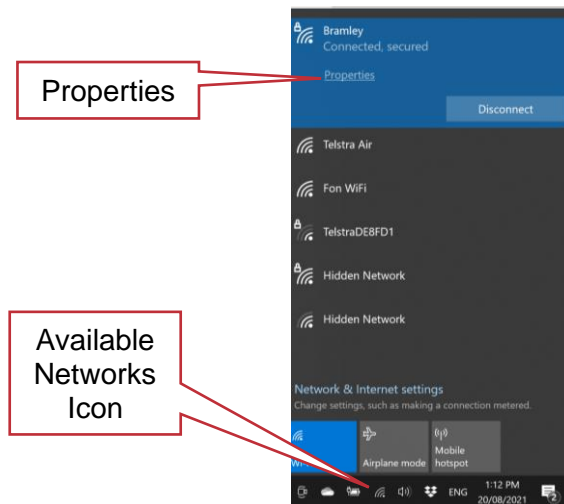 Bramley
Connected, secured
Properties
Properties
Disconnect
Telstra Air
Fon WiFi
TelstraDE8FD1
Hidden Network
Hidden Network
Available
Networks
Icon
Network & Internet settings
Change settings, such as making a connection metered.
Airplane mode
Mobile
hotspot
ENG
1:12 PM
20/08/2021
2